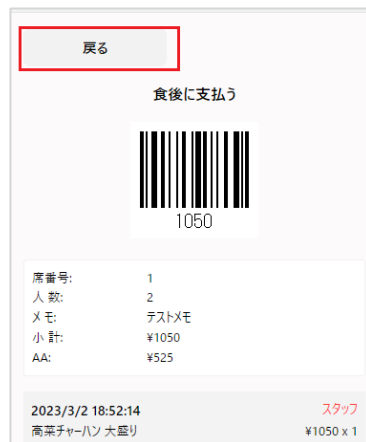 戻る
食後に支払う
1050
席番号: 1
人 数: 2
メ モ: テストメモ
小 計: ¥1050
AA: ¥525
2023/3/2 18:52:14 スタッフ
高菜チャーハン 大盛り ¥1050 x 1